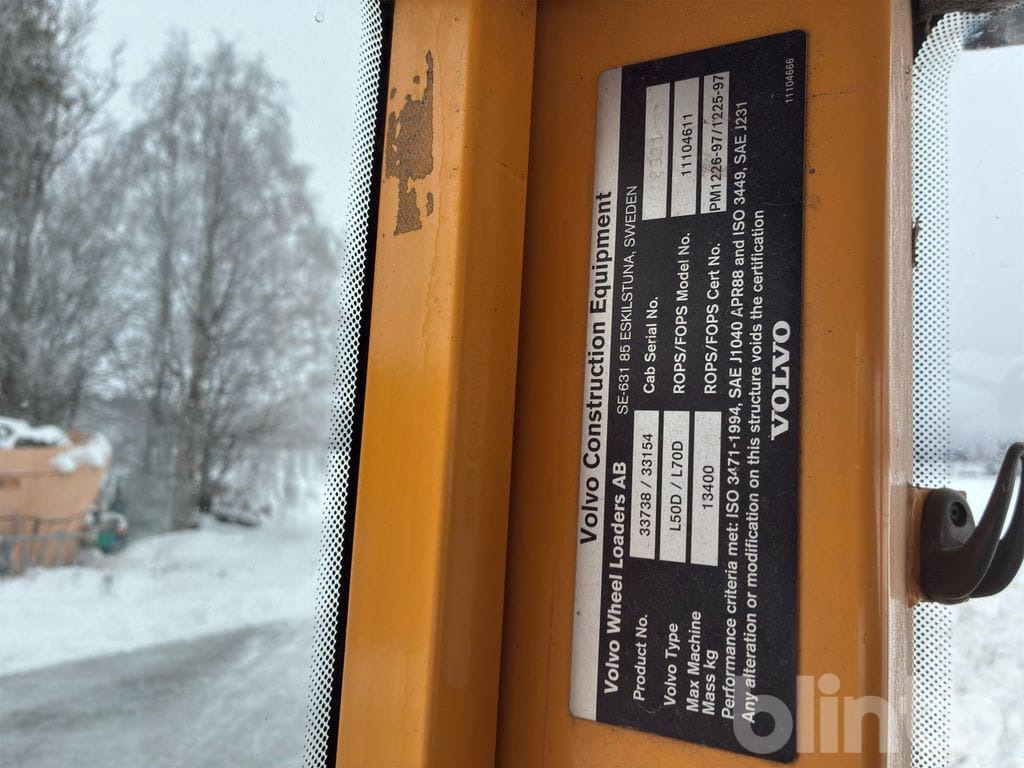 Volvo Construction Equipment
Volvo Wheel Loaders AB SE-631 85 ESKILSTUNA, SWEDEN
Product No. 33738 / 33154 Cab Serial No. 2331
Volvo Type L50D / L70D ROPS/FOPS Model No. 11104611
Max Machine Mass kg 13400 ROPS/FOPS Cert No. PM1226-97/1225-97
Performance criteria met: ISO 3471-1994, SAE J1040 APR88 and ISO 3449, SAE J231
Any alteration or modification on this structure voids the certification
VOLVO
11104666